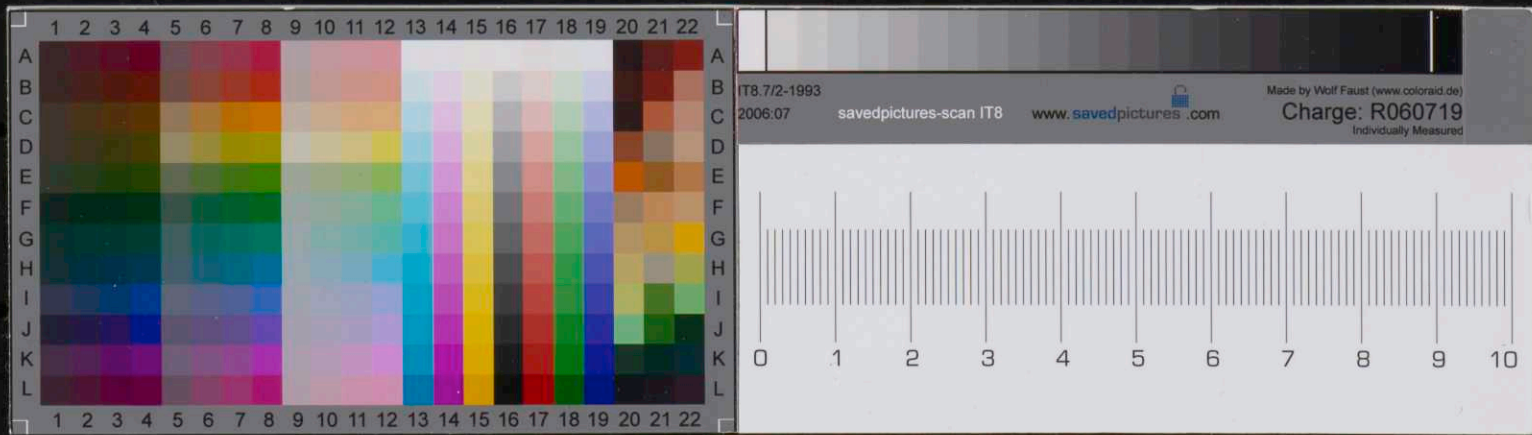 1 2 3 4 5 6 7 8 9 10 11 12 13 14 15 16 17 18 19 20 21 22
A A
B B
C C
D D
E E
F F
G G
H H
I I
J J
K K
L L
1 2 3 4 5 6 7 8 9 10 11 12 13 14 15 16 17 18 19 20 21 22
IT8.7/2-1993
2006:07
savedpictures-scan IT8
www.savedpictures.com
Made by Wolf Faust (www.coloraid.de)
Charge: R060719
Individually Measured
0 1 2 3 4 5 6 7 8 9 10